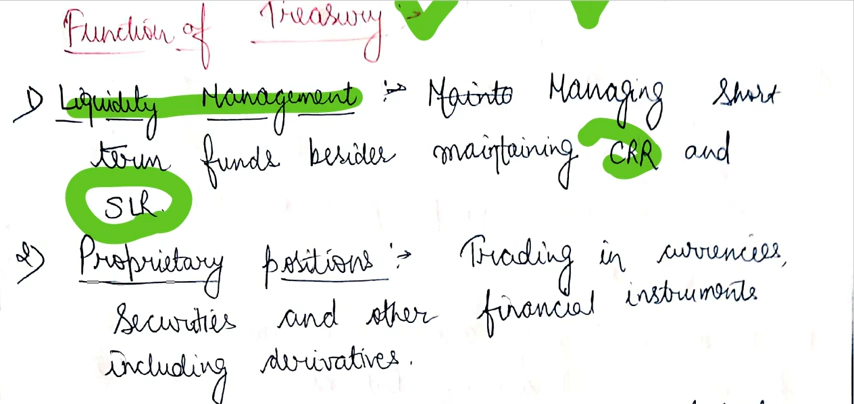 Function of Treasury :-
1) Liquidity Management :- Mainto Managing short
term funds besides maintaining CRR and
SLR.
2) Proprietary positions :- Trading in currencies,
Securities and other financial instruments
including derivatives.